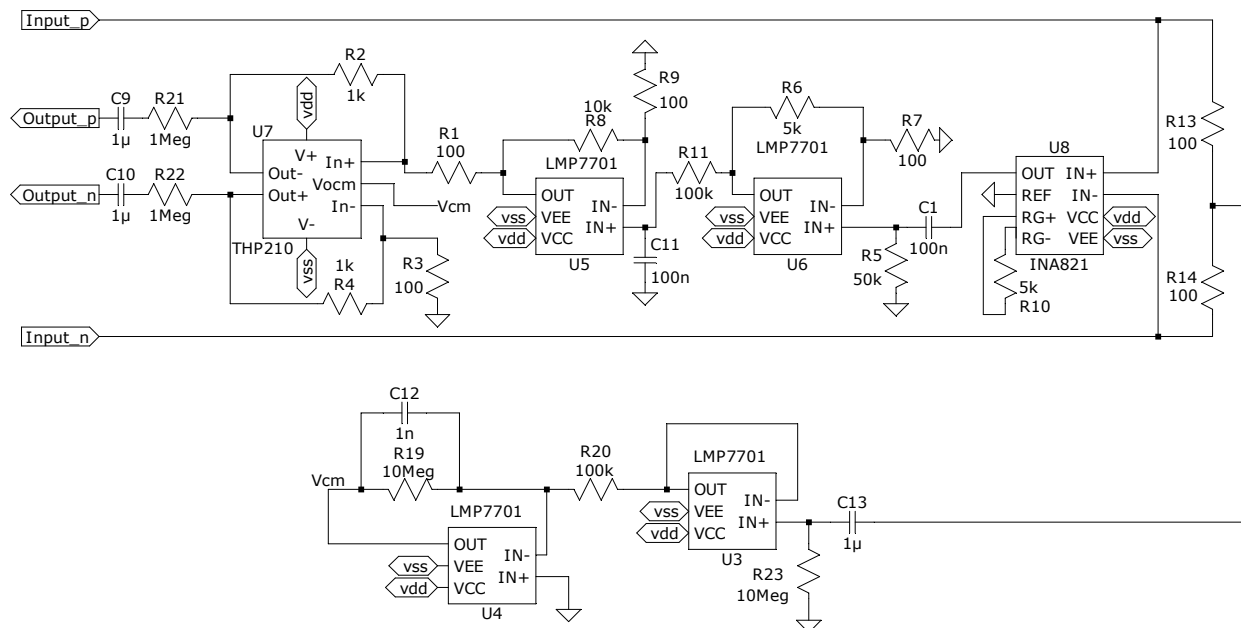 Input_p
R2
1k
R9
100
C9
R21
1µ
1Meg
Output_p
vdd
U7
10k
R8
R6
5k
R7
100
R13
100
LMP7701
LMP7701
U8
R1
100
R11
100k
V+
In+
Out-
Vocm
Out+
In-
V-
THP210
Vcm
C10
R22
1µ
1Meg
Output_n
OUT
IN-
VEE
IN+
VCC
vss
vdd
U5
C11
100n
OUT
IN-
VEE
IN+
VCC
vss
vdd
U6
C1
100n
R5
50k
OUT
IN+
REF
IN-
RG+
VCC
RG-
VEE
vdd
vss
INA821
5k
R10
R14
100
vss
1k
R4
R3
100
Input_n
C12
1n
R19
10Meg
Vcm
R20
100k
LMP7701
LMP7701
OUT
IN-
VEE
IN+
VCC
vss
vdd
U4
OUT
IN-
VEE
IN+
VCC
vss
vdd
U3
C13
1µ
R23
10Meg